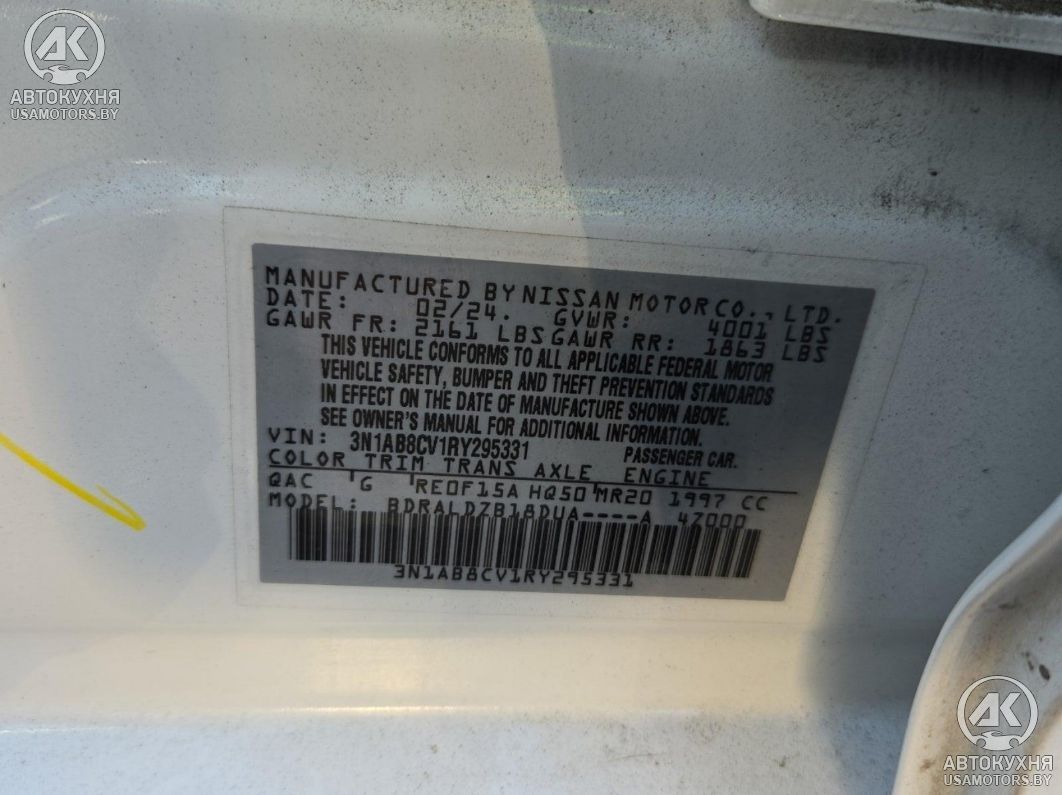 AK
АВТОКУХНЯ
USAMOTORS.BY
MANUFACTURED BY NISSAN MOTOR CO., LTD.
DATE: 02/24. GVWR: 4001 LBS
GAWR FR: 2161 LBS GAWR RR: 1863 LBS
THIS VEHICLE CONFORMS TO ALL APPLICABLE FEDERAL MOTOR
VEHICLE SAFETY, BUMPER AND THEFT PREVENTION STANDARDS
IN EFFECT ON THE DATE OF MANUFACTURE SHOWN ABOVE.
SEE OWNER'S MANUAL FOR ADDITIONAL INFORMATION.
VIN: 3N1AB8CV1RY295331 PASSENGER CAR.
COLOR TRIM TRANS AXLE ENGINE
QAC G RE0F15A HQ50 MR20 1997 CC
MODEL: BDRALDZB18DUA----A 47000
3N1AB8CV1RY295331
AK
АВТОКУХНЯ
USAMOTORS.BY